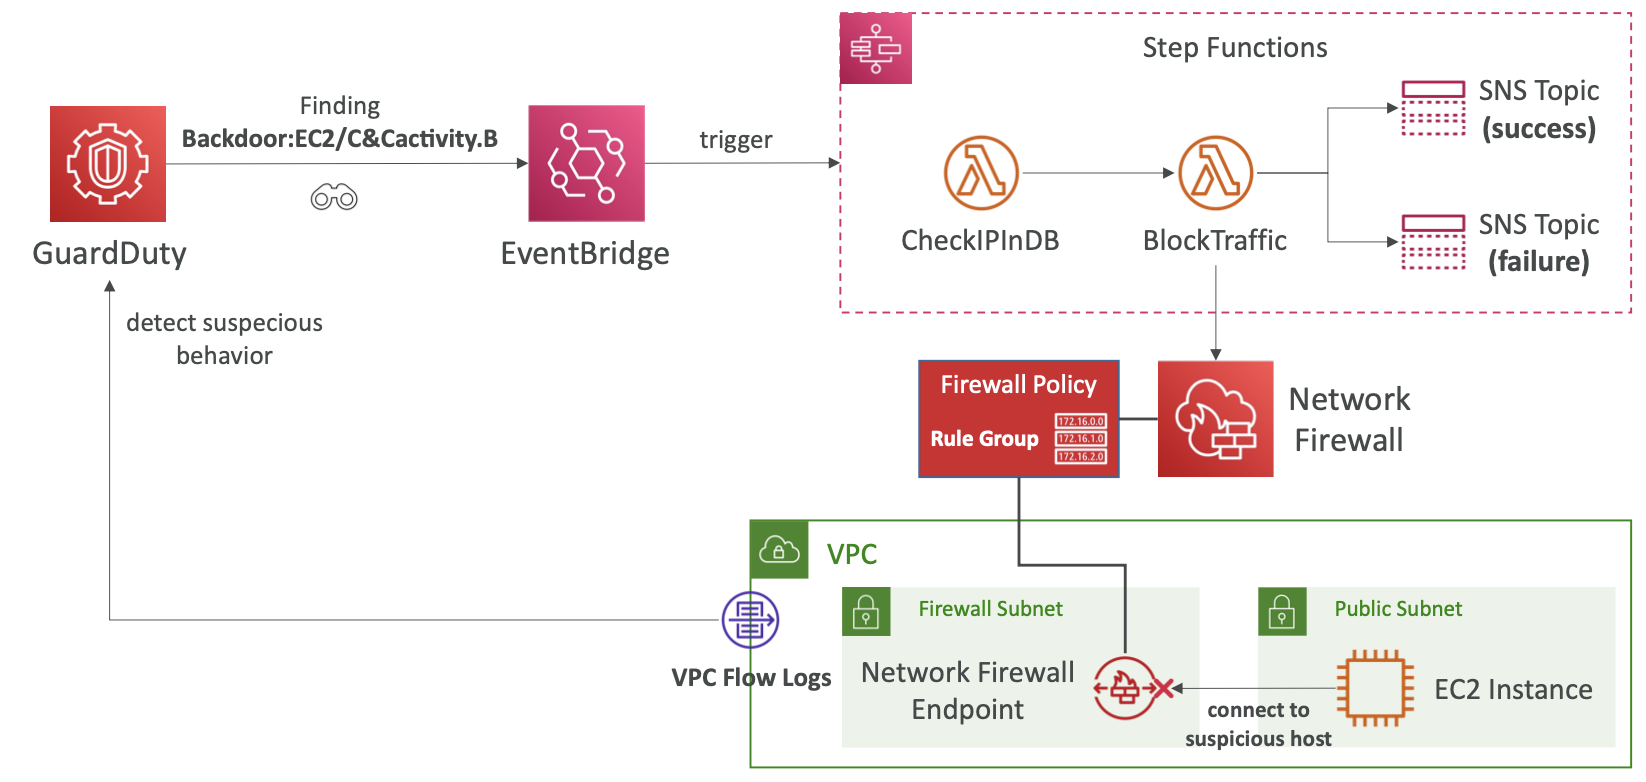 Step Functions
SNS Topic
(success)
Finding
Backdoor:EC2/C&Cactivity.B
trigger
SNS Topic
(failure)
CheckIPInDB
BlockTraffic
GuardDuty
EventBridge
detect suspecious
behavior
Firewall Policy
Rule Group
172.16.0.0
172.16.1.0
172.16.2.0
Network
Firewall
VPC
Firewall Subnet
Public Subnet
VPC Flow Logs
Network Firewall
Endpoint
EC2 Instance
connect to
suspicious host